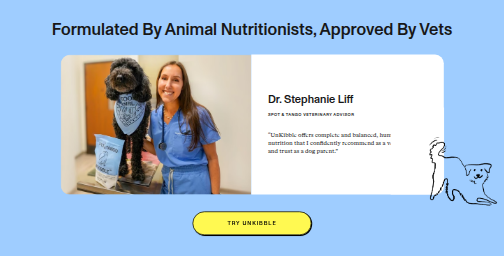 Formulated By Animal Nutritionists, Approved By Vets
Dr. Stephanie Liff
SPOT & TANGO VETERINARY ADVISOR
"UnKibble offers complete and balanced, hum
nutrition that I confidently recommend as a v
and trust as a dog parent."
TRY UNKIBBLE